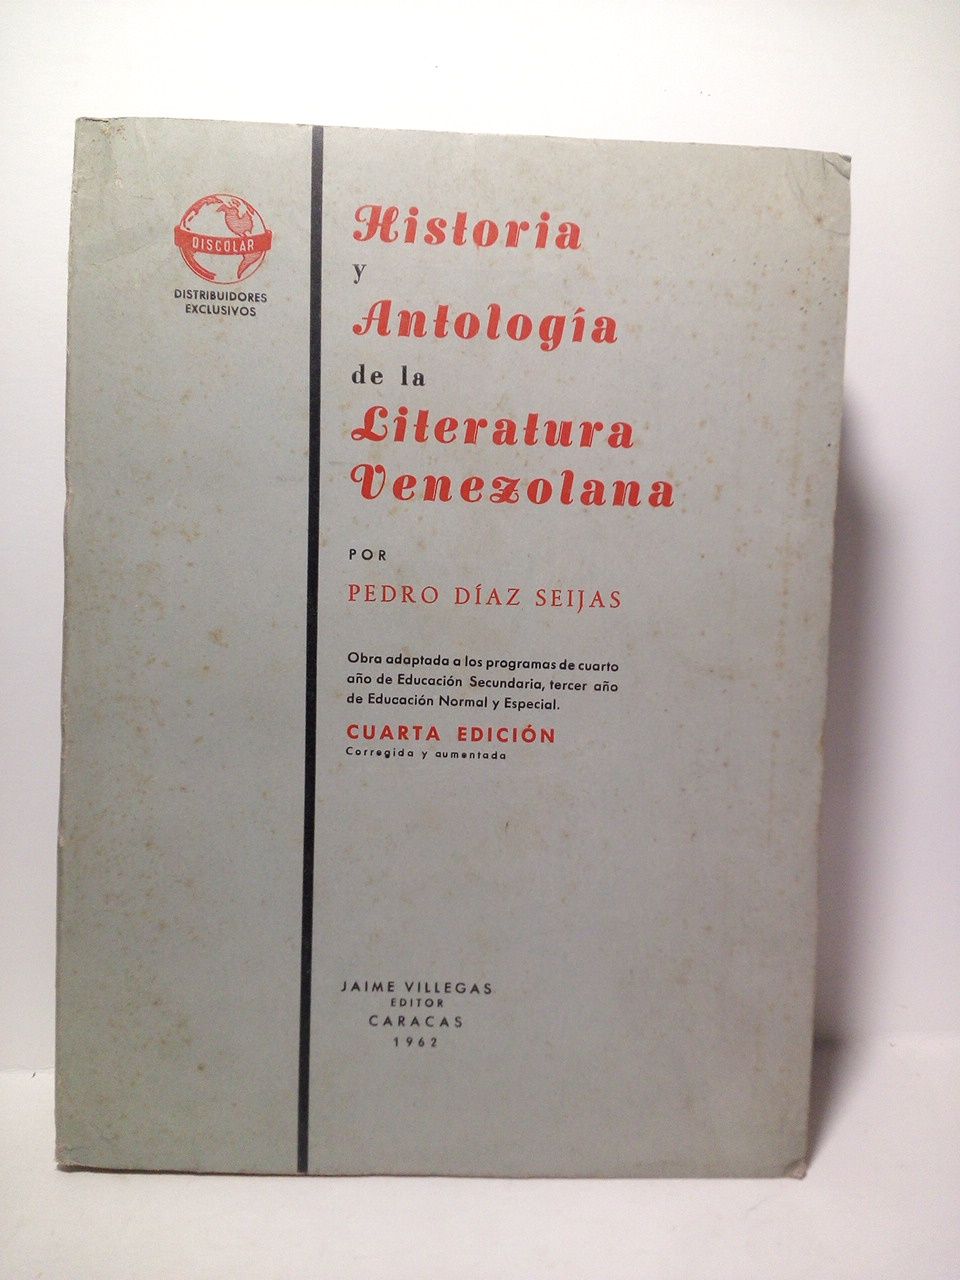 DISCOLAR
DISTRIBUIDORES
EXCLUSIVOS
Historia
y
Antología
de la
Literatura
Venezolana
POR
PEDRO DÍAZ SEIJAS
Obra adaptada a los programas de cuarto
año de Educación Secundaria, tercer año
de Educación Normal y Especial.
CUARTA EDICIÓN
Corregida y aumentada
JAIME VILLEGAS
EDITOR
CARACAS
1962